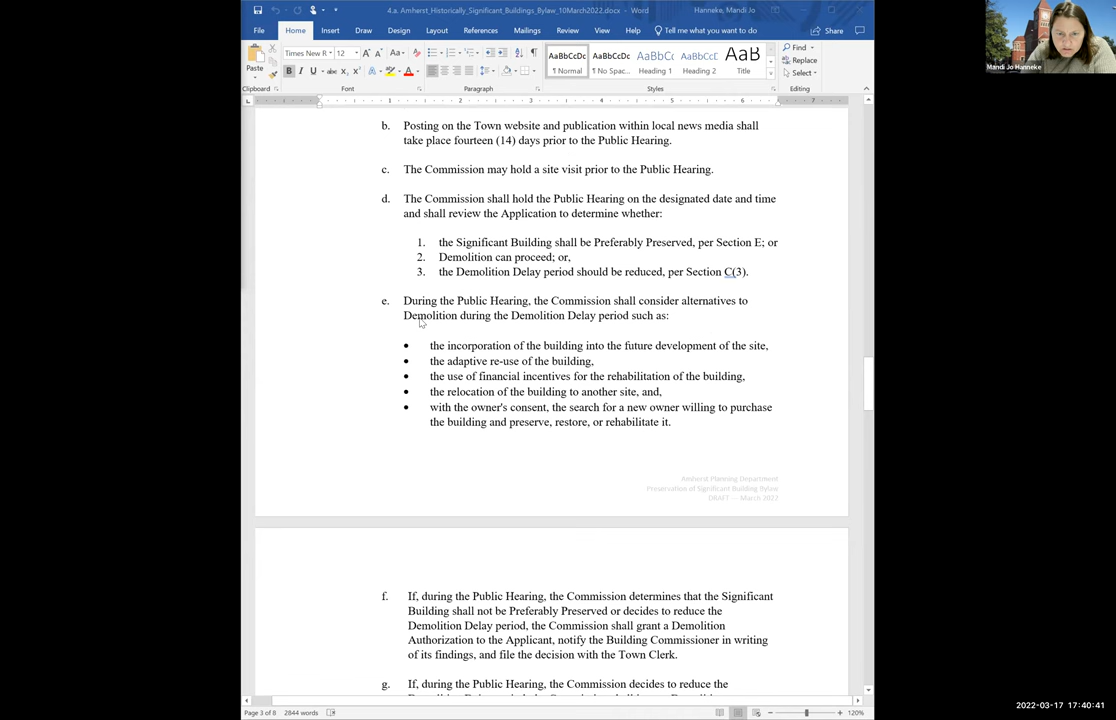 4.a. Amherst_Historically_Significant_Buildings_Bylaw_10March2022.docx - Word
Hanneke, Mandi Jo
File Home Insert Draw Design Layout References Mailings Review View Help Tell me what you want to do Share
Times New R 12
Paste
Clipboard Font Paragraph Styles Editing
AaBbCcDc AaBbCcDc AaBbC AaBbCc AaB
¶ Normal ¶ No Spac... Heading 1 Heading 2 Title
Find
Replace
Select
Mandi Jo Hanneke
b. Posting on the Town website and publication within local news media shall
take place fourteen (14) days prior to the Public Hearing.
c. The Commission may hold a site visit prior to the Public Hearing.
d. The Commission shall hold the Public Hearing on the designated date and time
and shall review the Application to determine whether:
1. the Significant Building shall be Preferably Preserved, per Section E; or
2. Demolition can proceed; or,
3. the Demolition Delay period should be reduced, per Section C(3).
e. During the Public Hearing, the Commission shall consider alternatives to
Demolition during the Demolition Delay period such as:
• the incorporation of the building into the future development of the site,
• the adaptive re-use of the building,
• the use of financial incentives for the rehabilitation of the building,
• the relocation of the building to another site, and,
• with the owner's consent, the search for a new owner willing to purchase
the building and preserve, restore, or rehabilitate it.
Amherst Planning Department
Preservation of Significant Building Bylaw
DRAFT -- March 2022
f. If, during the Public Hearing, the Commission determines that the Significant
Building shall not be Preferably Preserved or decides to reduce the
Demolition Delay period, the Commission shall grant a Demolition
Authorization to the Applicant, notify the Building Commissioner in writing
of its findings, and file the decision with the Town Clerk.
g. If, during the Public Hearing, the Commission decides to reduce the
Page 3 of 8 2844 words
120%
2022-03-17 17:40:41